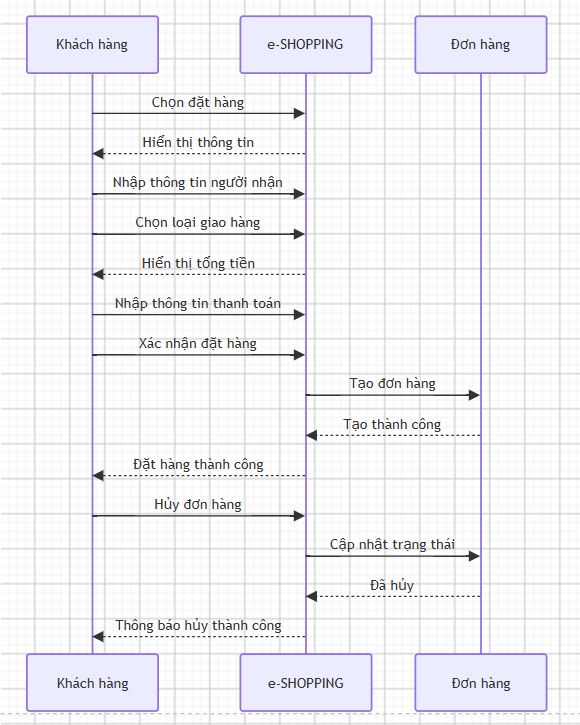 Khách hàng
e-SHOPPING
Đơn hàng
Chọn đặt hàng
Hiển thị thông tin
Nhập thông tin người nhận
Chọn loại giao hàng
Hiển thị tổng tiền
Nhập thông tin thanh toán
Xác nhận đặt hàng
Tạo đơn hàng
Tạo thành công
Đặt hàng thành công
Hủy đơn hàng
Cập nhật trạng thái
Đã hủy
Thông báo hủy thành công
Khách hàng
e-SHOPPING
Đơn hàng